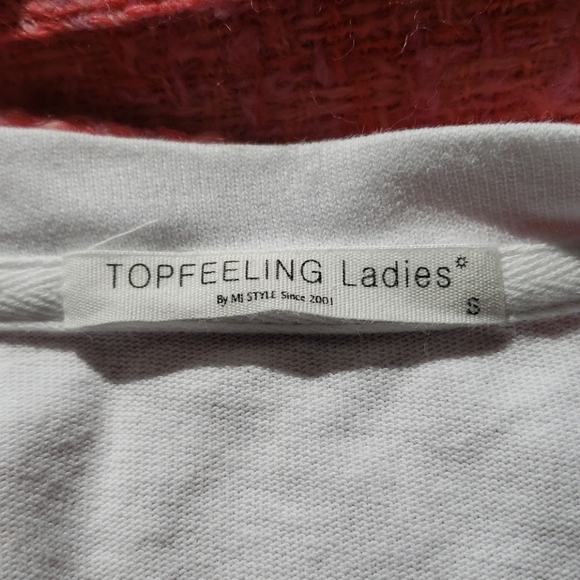 TOPFEELING Ladies
By MJ STYLE Since 2001
S